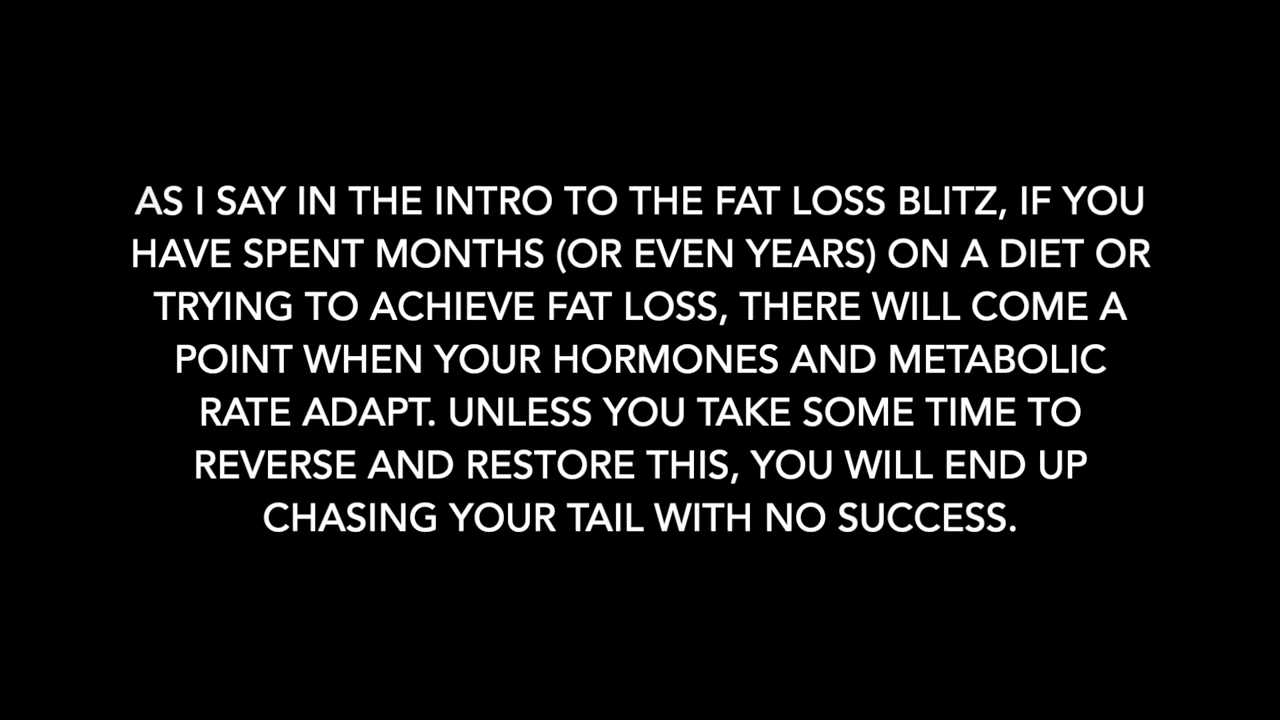 AS I SAY IN THE INTRO TO THE FAT LOSS BLITZ, IF YOU
HAVE SPENT MONTHS (OR EVEN YEARS) ON A DIET OR
TRYING TO ACHIEVE FAT LOSS, THERE WILL COME A
POINT WHEN YOUR HORMONES AND METABOLIC
RATE ADAPT. UNLESS YOU TAKE SOME TIME TO
REVERSE AND RESTORE THIS, YOU WILL END UP
CHASING YOUR TAIL WITH NO SUCCESS.